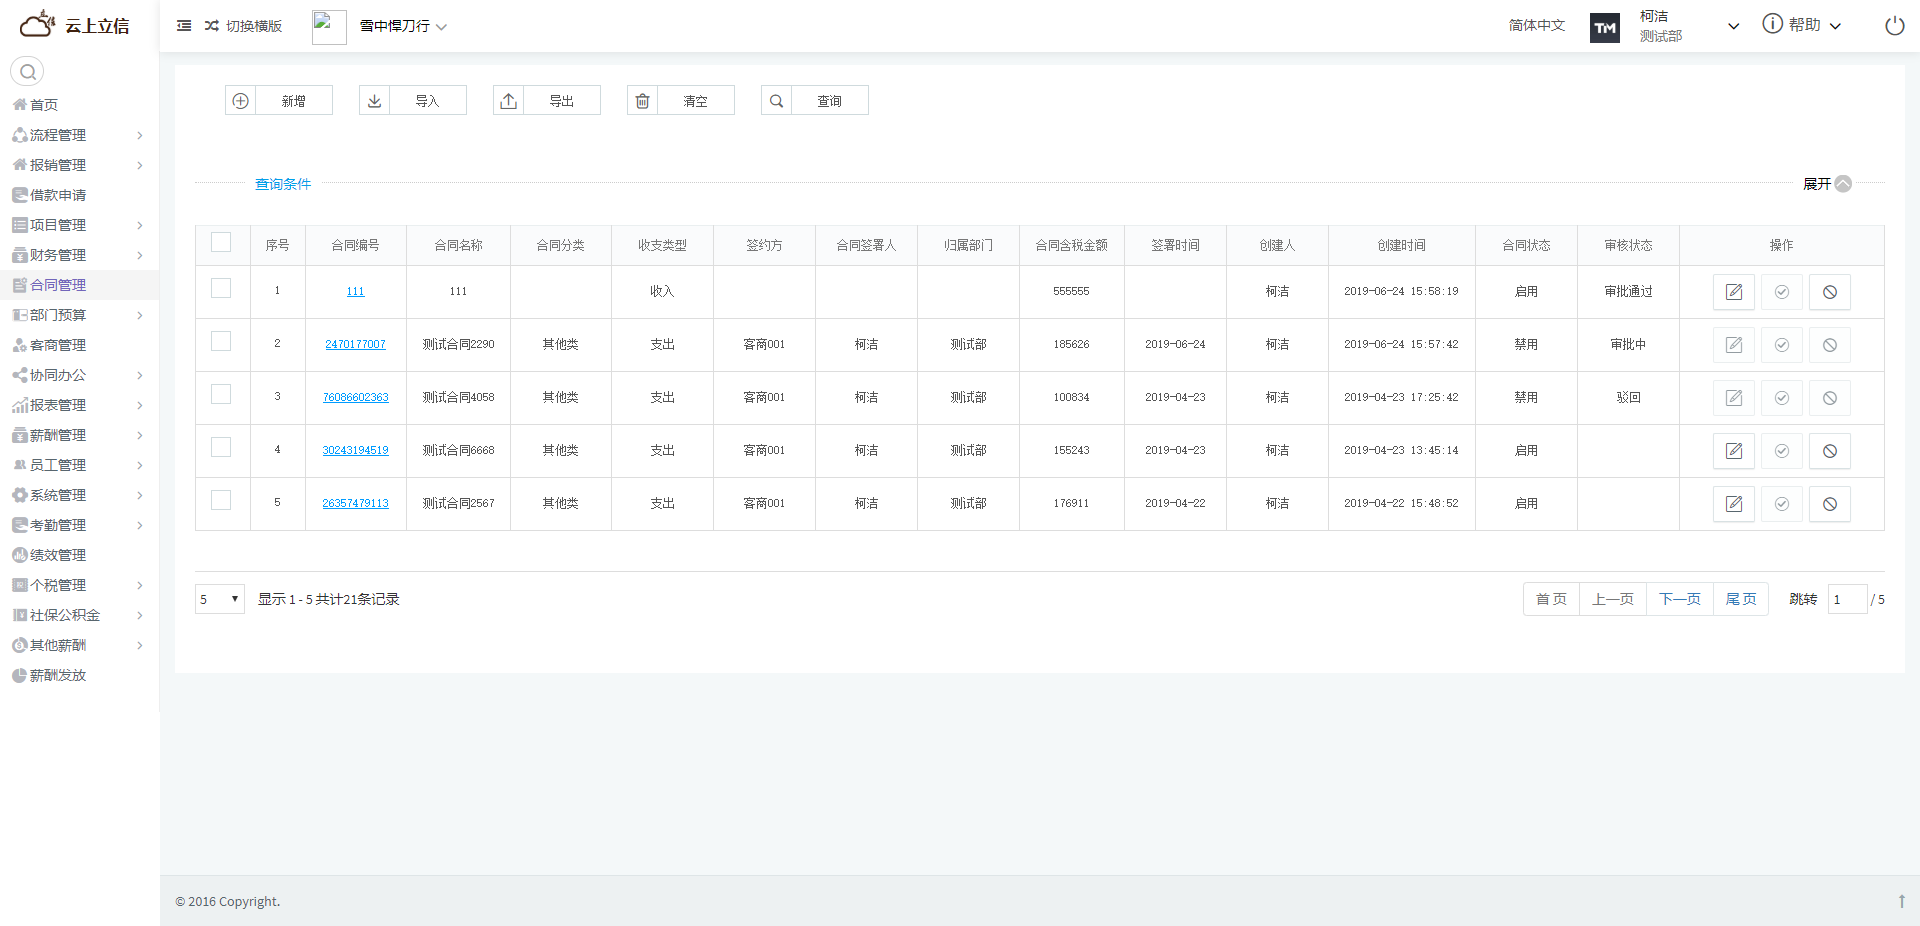 云上立信
切换横版
雪中悍刀行
简体中文
TM
柯洁
测试部
帮助
首页
流程管理
报销管理
借款申请
项目管理
财务管理
合同管理
部门预算
客商管理
协同办公
报表管理
薪酬管理
员工管理
系统管理
考勤管理
绩效管理
个税管理
社保公积金
其他薪酬
薪酬发放
新增 导入 导出 清空 查询
查询条件 展开
序号 合同编号 合同名称 合同分类 收支类型 签约方 合同签署人 归属部门 合同含税金额 签署时间 创建人 创建时间 合同状态 审核状态 操作
1 111 111 收入 555555 柯洁 2019-06-24 15:58:19 启用 审批通过
2 2470177007 测试合同2290 其他类 支出 客商001 柯洁 测试部 185626 2019-06-24 柯洁 2019-06-24 15:57:42 禁用 审批中
3 76086602363 测试合同4058 其他类 支出 客商001 柯洁 测试部 100834 2019-04-23 柯洁 2019-04-23 17:25:42 禁用 驳回
4 30243194519 测试合同6668 其他类 支出 客商001 柯洁 测试部 155243 2019-04-23 柯洁 2019-04-23 13:45:14 启用
5 26357479113 测试合同2567 其他类 支出 客商001 柯洁 测试部 176911 2019-04-22 柯洁 2019-04-22 15:48:52 启用
5 显示 1 - 5 共计21条记录 首页 上一页 下一页 尾页 跳转 1 / 5
© 2016 Copyright.